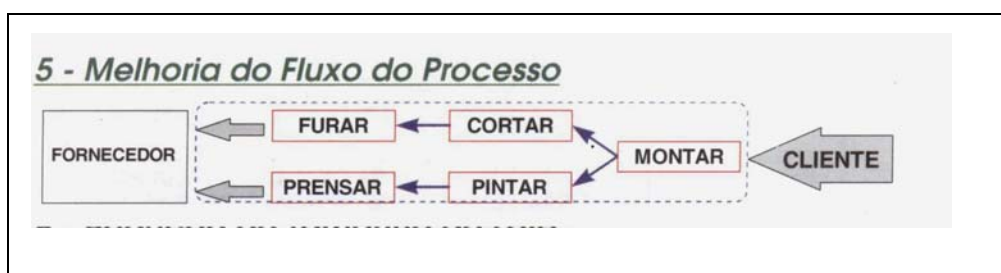 5 - Melhoria do Fluxo do Processo
FORNECEDOR
FURAR
CORTAR
PRENSAR
PINTAR
MONTAR
CLIENTE